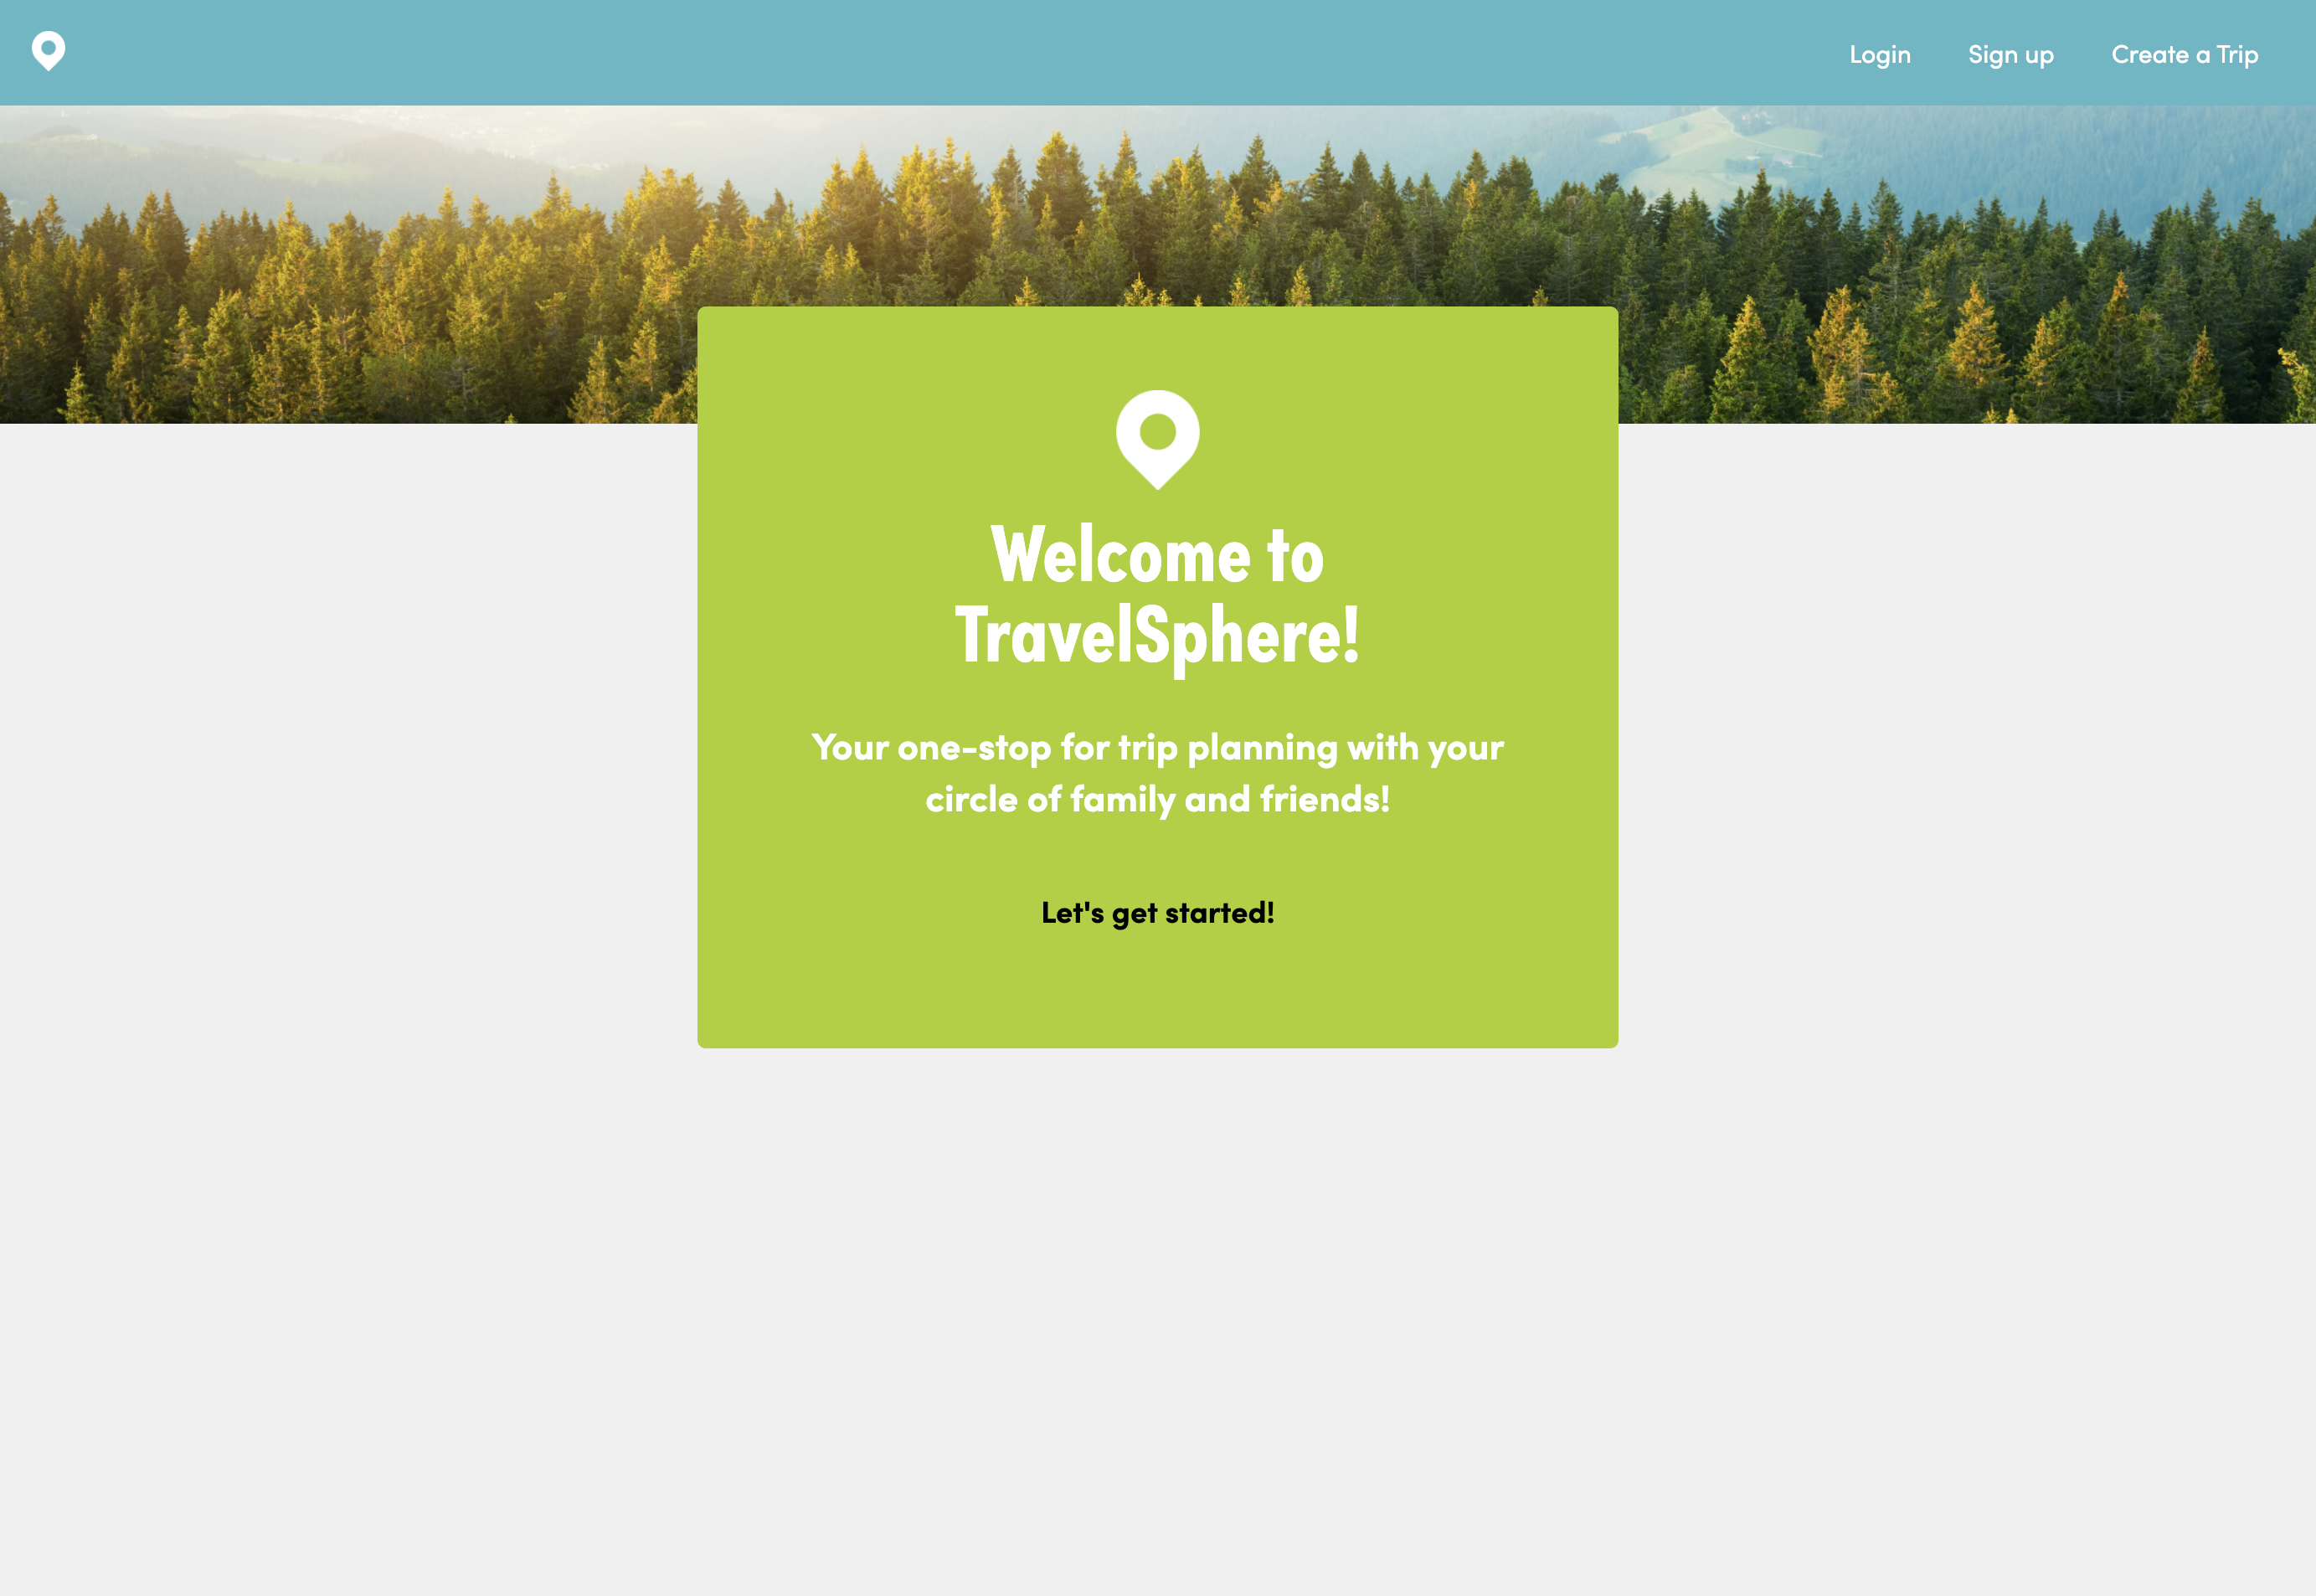 Login Sign up Create a Trip
Welcome to
TravelSphere!
Your one-stop for trip planning with your
circle of family and friends!
Let's get started!